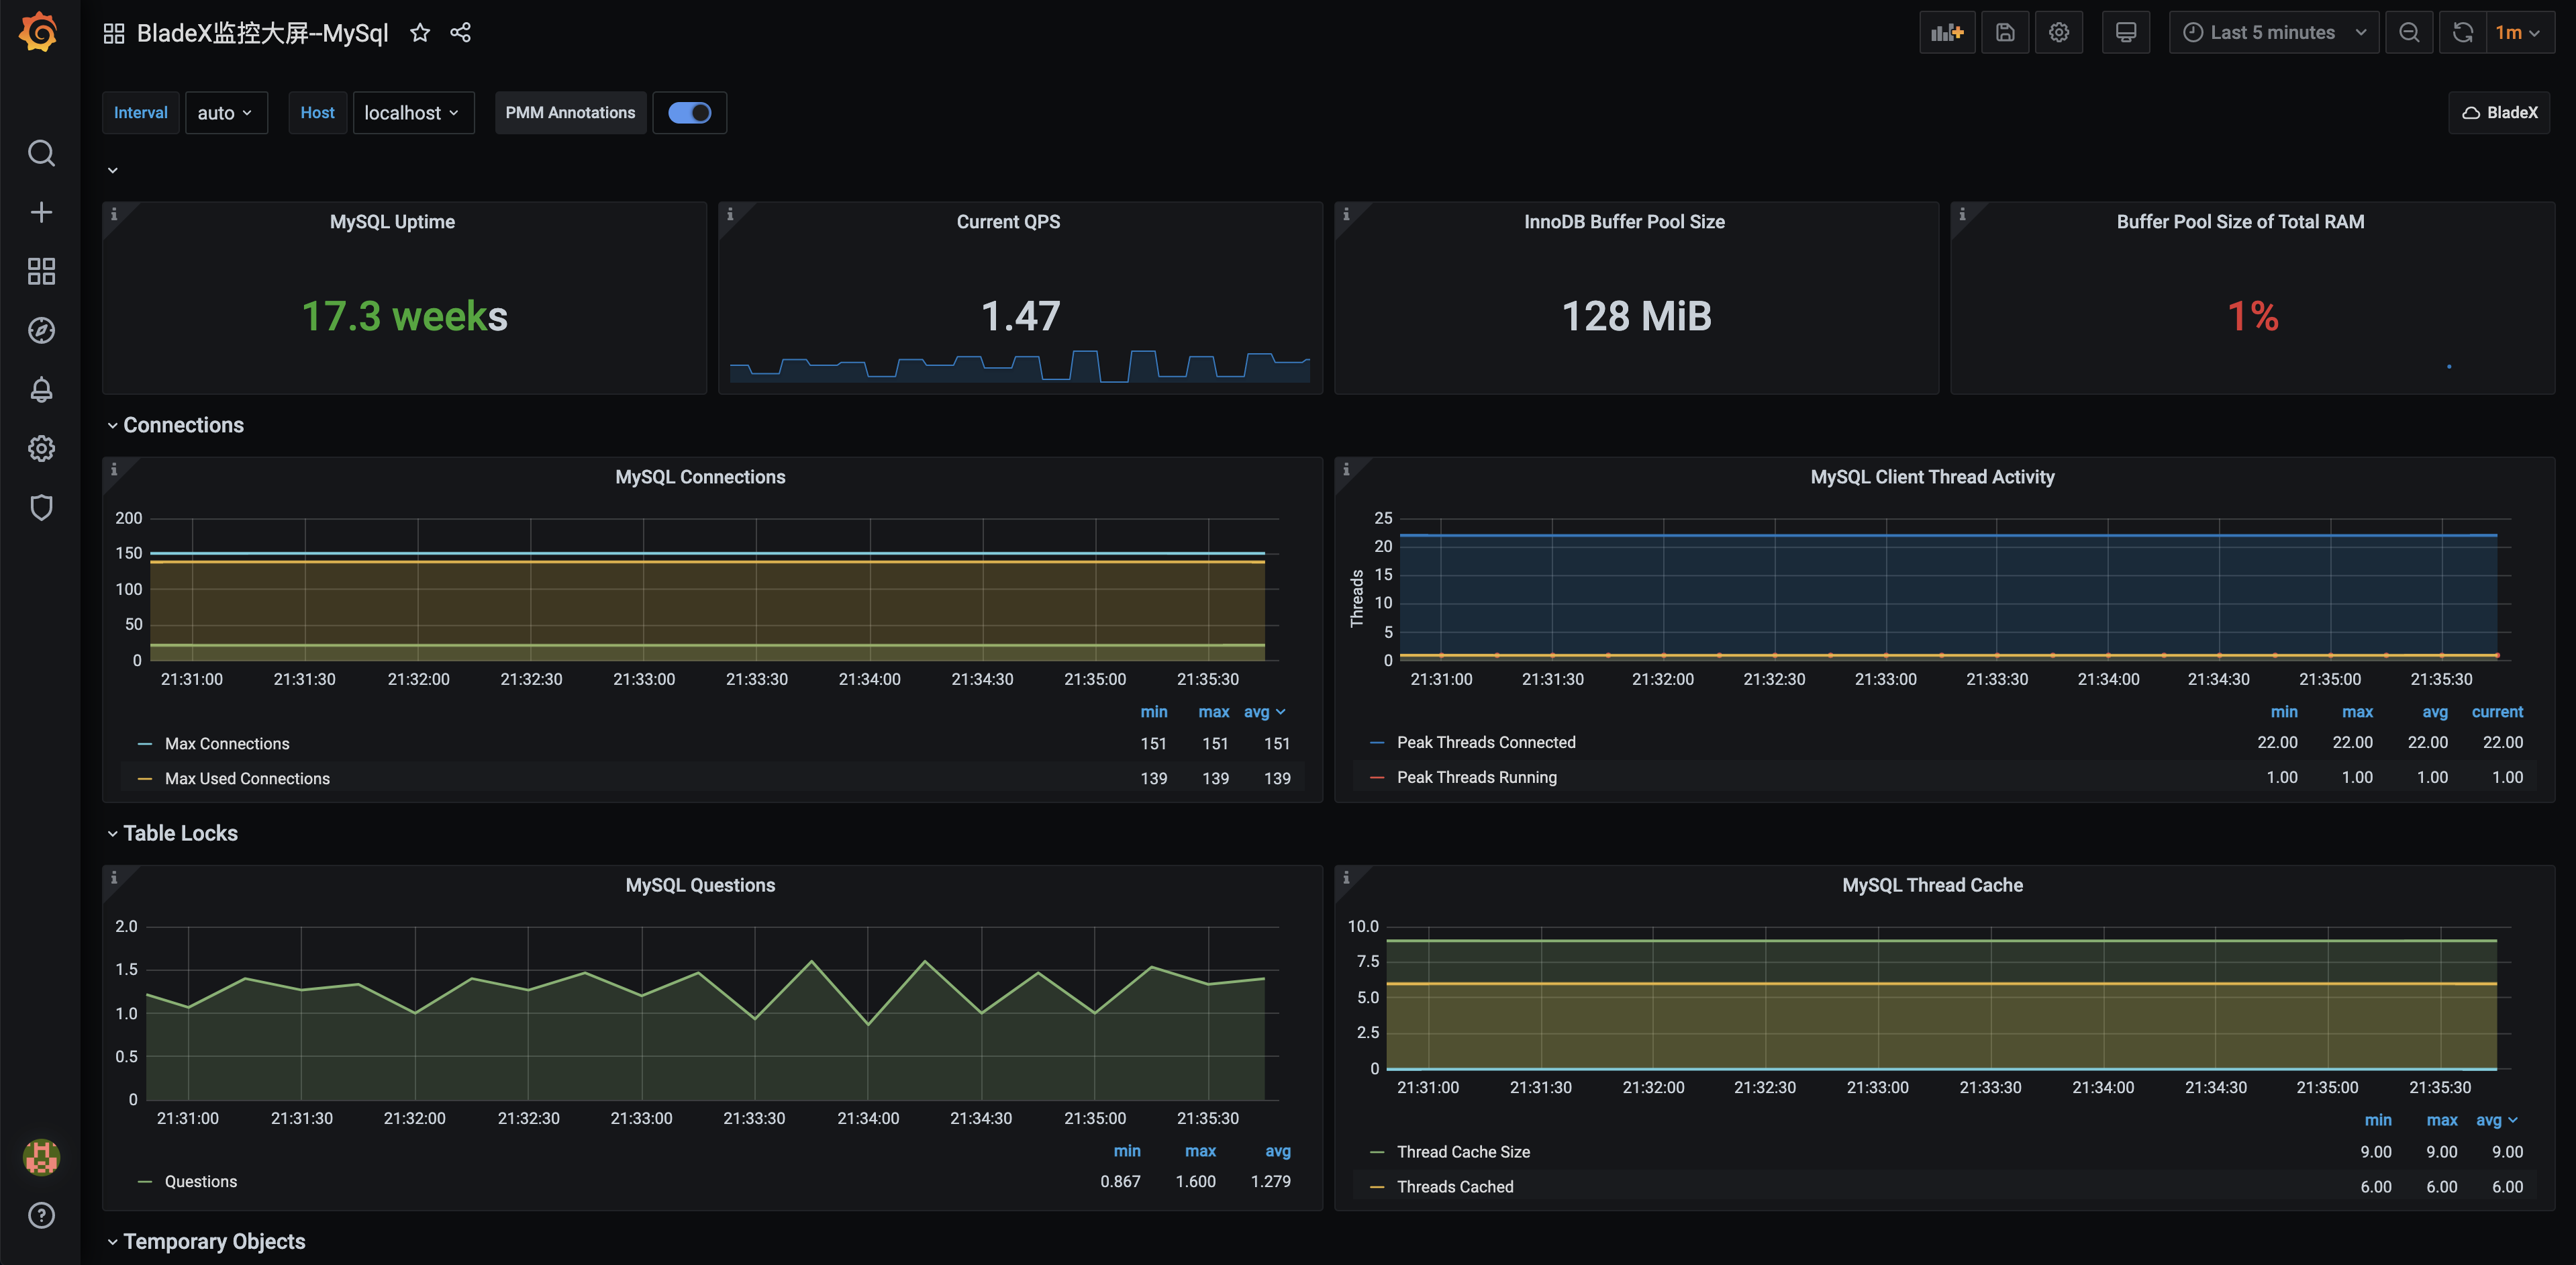 BladeX监控大屏--MySql
Last 5 minutes
1m
Interval auto Host localhost PMM Annotations
BladeX
MySQL Uptime
17.3 weeks
Current QPS
1.47
InnoDB Buffer Pool Size
128 MiB
Buffer Pool Size of Total RAM
1%
Connections
MySQL Connections
200
150
100
50
0
21:31:00 21:31:30 21:32:00 21:32:30 21:33:00 21:33:30 21:34:00 21:34:30 21:35:00 21:35:30
min max avg
Max Connections 151 151 151
Max Used Connections 139 139 139
MySQL Client Thread Activity
Threads
25
20
15
10
5
0
21:31:00 21:31:30 21:32:00 21:32:30 21:33:00 21:33:30 21:34:00 21:34:30 21:35:00 21:35:30
min max avg current
Peak Threads Connected 22.00 22.00 22.00 22.00
Peak Threads Running 1.00 1.00 1.00 1.00
Table Locks
MySQL Questions
2.0
1.5
1.0
0.5
0
21:31:00 21:31:30 21:32:00 21:32:30 21:33:00 21:33:30 21:34:00 21:34:30 21:35:00 21:35:30
min max avg
Questions 0.867 1.600 1.279
MySQL Thread Cache
10.0
7.5
5.0
2.5
0
21:31:00 21:31:30 21:32:00 21:32:30 21:33:00 21:33:30 21:34:00 21:34:30 21:35:00 21:35:30
min max avg
Thread Cache Size 9.00 9.00 9.00
Threads Cached 6.00 6.00 6.00
Temporary Objects